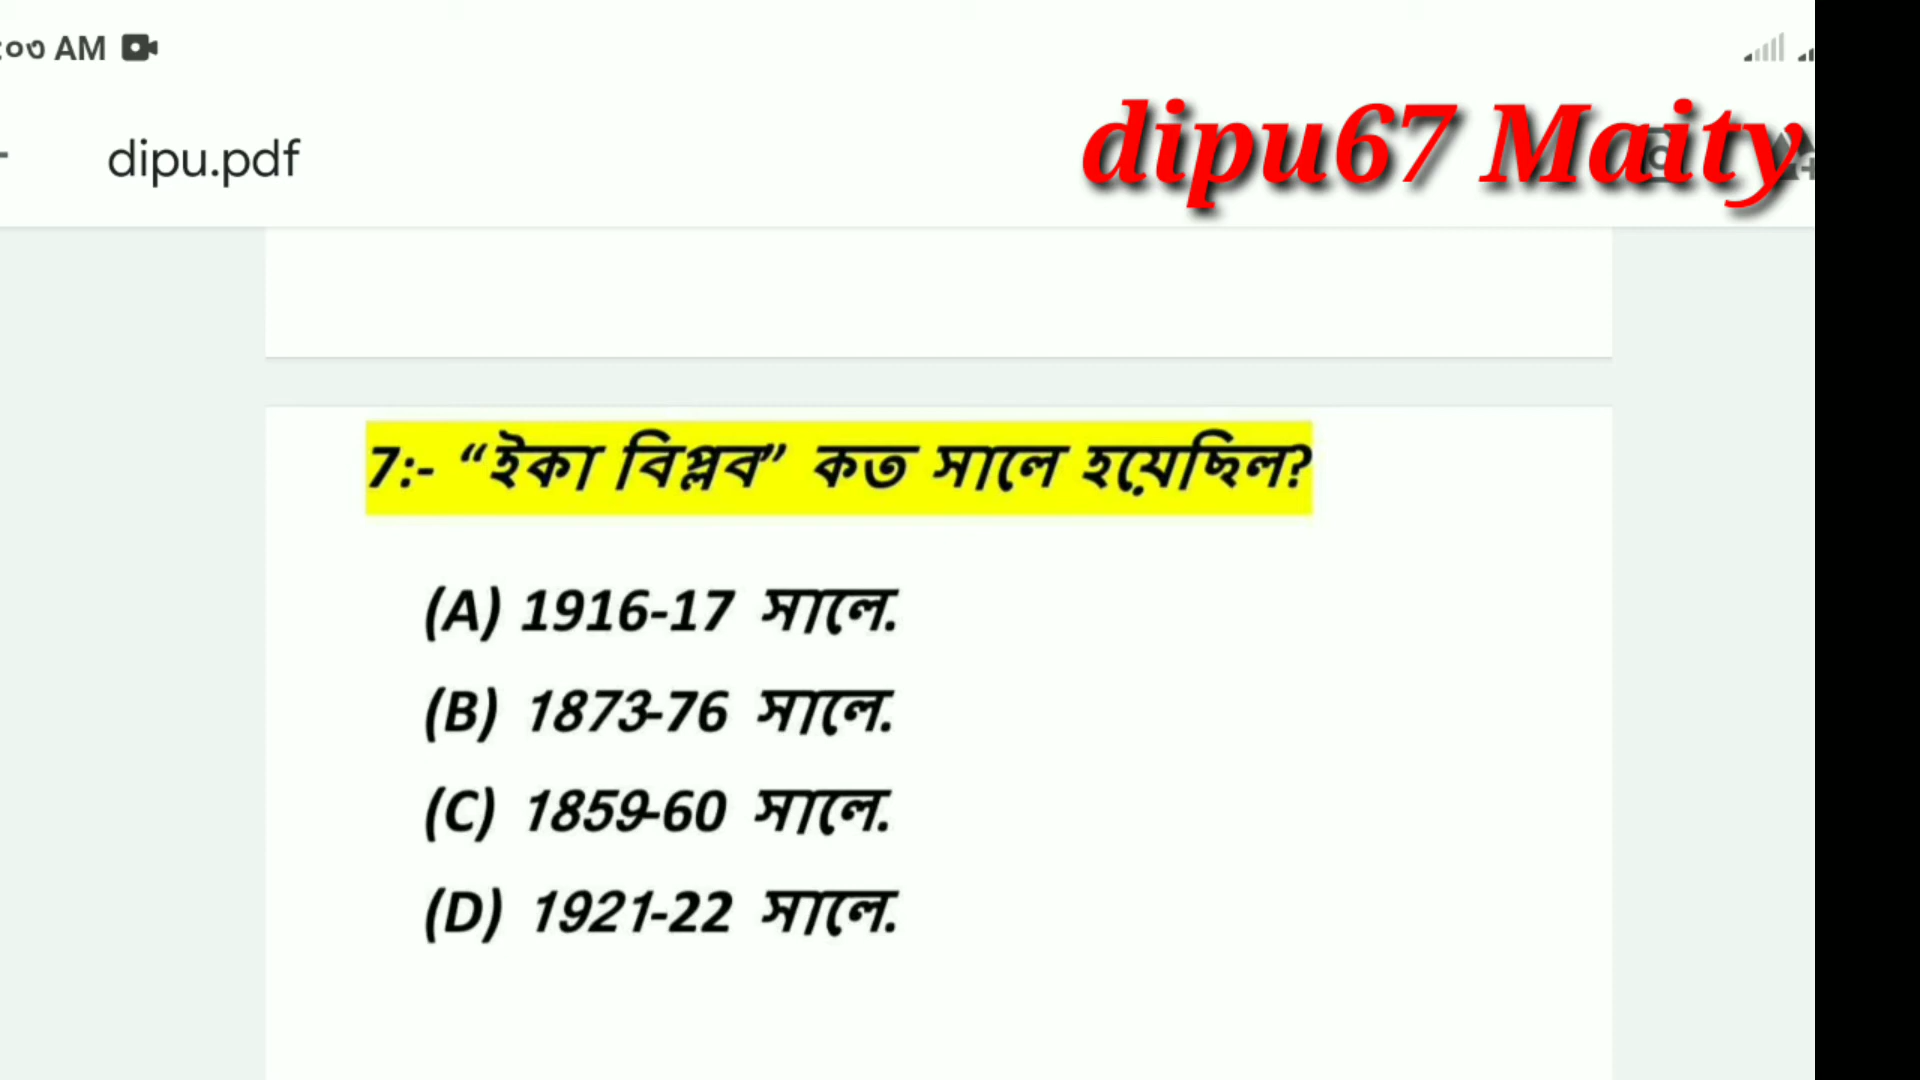 :০৩ AM
dipu67 Maity
dipu.pdf
7:- “ইকা বিপ্লব” কত সালে হয়েছিল?
(A) 1916-17 সালে.
(B) 1873-76 সালে.
(C) 1859-60 সালে.
(D) 1921-22 সালে.